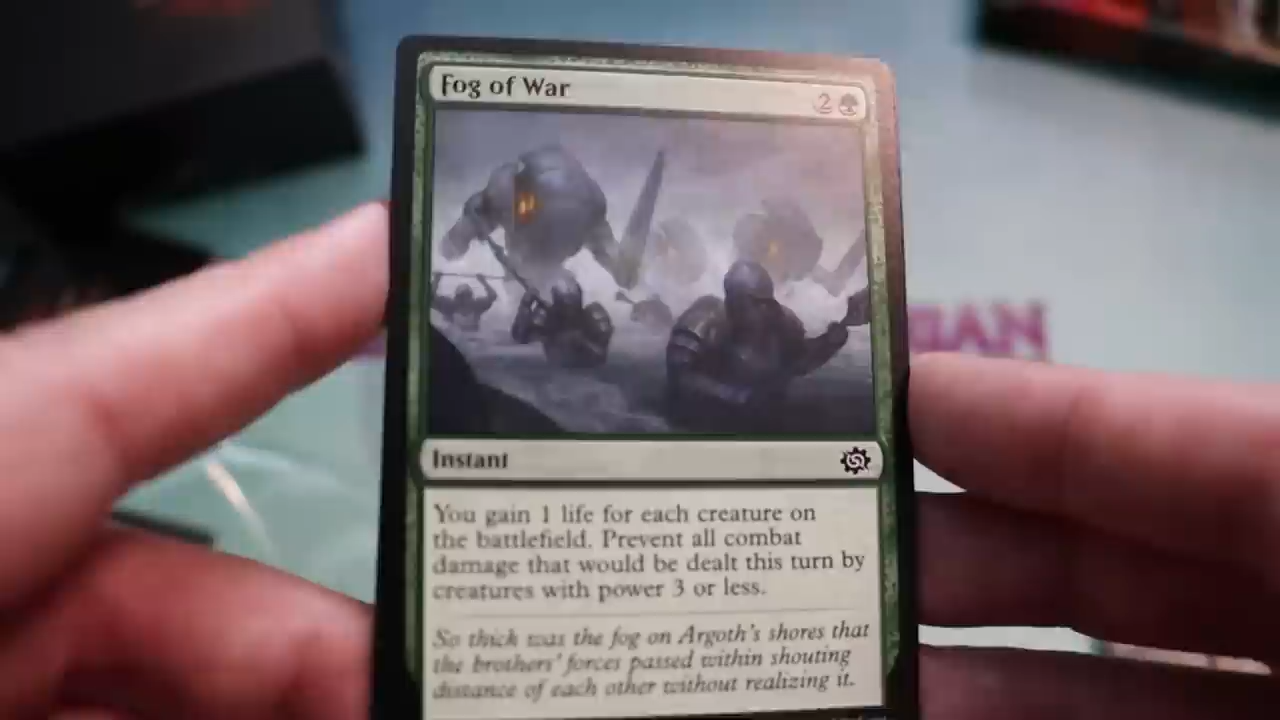 Fog of War
2
Instant
You gain 1 life for each creature on
the battlefield. Prevent all combat
damage that would be dealt this turn by
creatures with power 3 or less.
So thick was the fog on Argoth's shores that
the brothers' forces passed within shouting
distance of each other without realizing it.